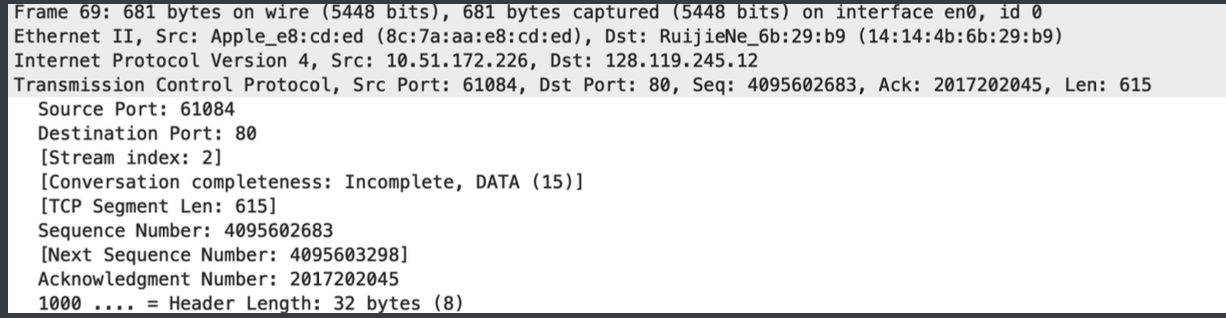 Frame 69: 681 bytes on wire (5448 bits), 681 bytes captured (5448 bits) on interface en0, id 0
Ethernet II, Src: Apple_e8:cd:ed (8c:7a:aa:e8:cd:ed), Dst: RuijieNe_6b:29:b9 (14:14:4b:6b:29:b9)
Internet Protocol Version 4, Src: 10.51.172.226, Dst: 128.119.245.12
Transmission Control Protocol, Src Port: 61084, Dst Port: 80, Seq: 4095602683, Ack: 2017202045, Len: 615
Source Port: 61084
Destination Port: 80
[Stream index: 2]
[Conversation completeness: Incomplete, DATA (15)]
[TCP Segment Len: 615]
Sequence Number: 4095602683
[Next Sequence Number: 4095603298]
Acknowledgment Number: 2017202045
1000 .... = Header Length: 32 bytes (8)